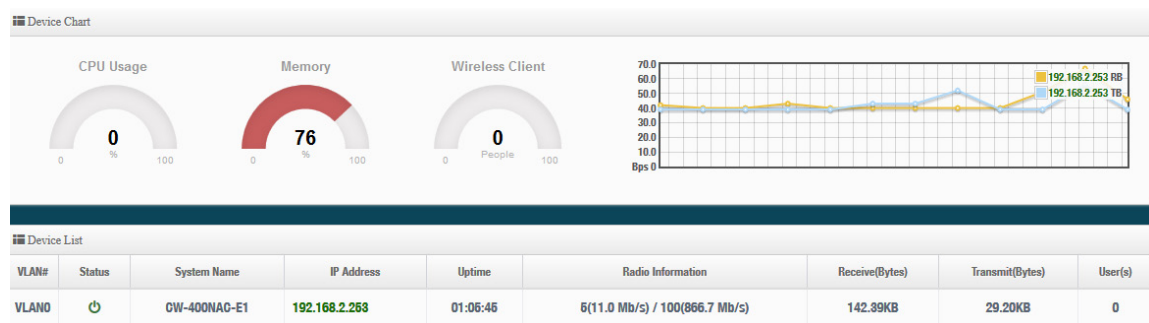 Device Chart
CPU Usage
Memory
Wireless Client
0
%
0
100
76
%
0
100
0
People
0
100
70.0
60.0
50.0
40.0
30.0
20.0
10.0
Bps 0
192.168.2.253 RB
192.168.2.253 TB
Device List
VLAN# Status System Name IP Address Uptime Radio Information Receive(Bytes) Transmit(Bytes) User(s)
VLAN0 CW-400NAC-E1 192.168.2.253 01:05:45 5(11.0 Mb/s) / 100(866.7 Mb/s) 142.39KB 29.20KB 0